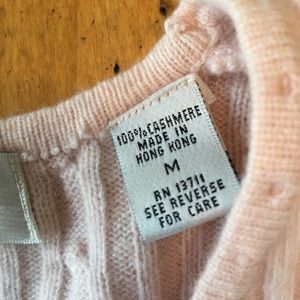 100% CASHMERE
MADE IN
HONG KONG
M
RN 13711
SEE REVERSE
FOR CARE